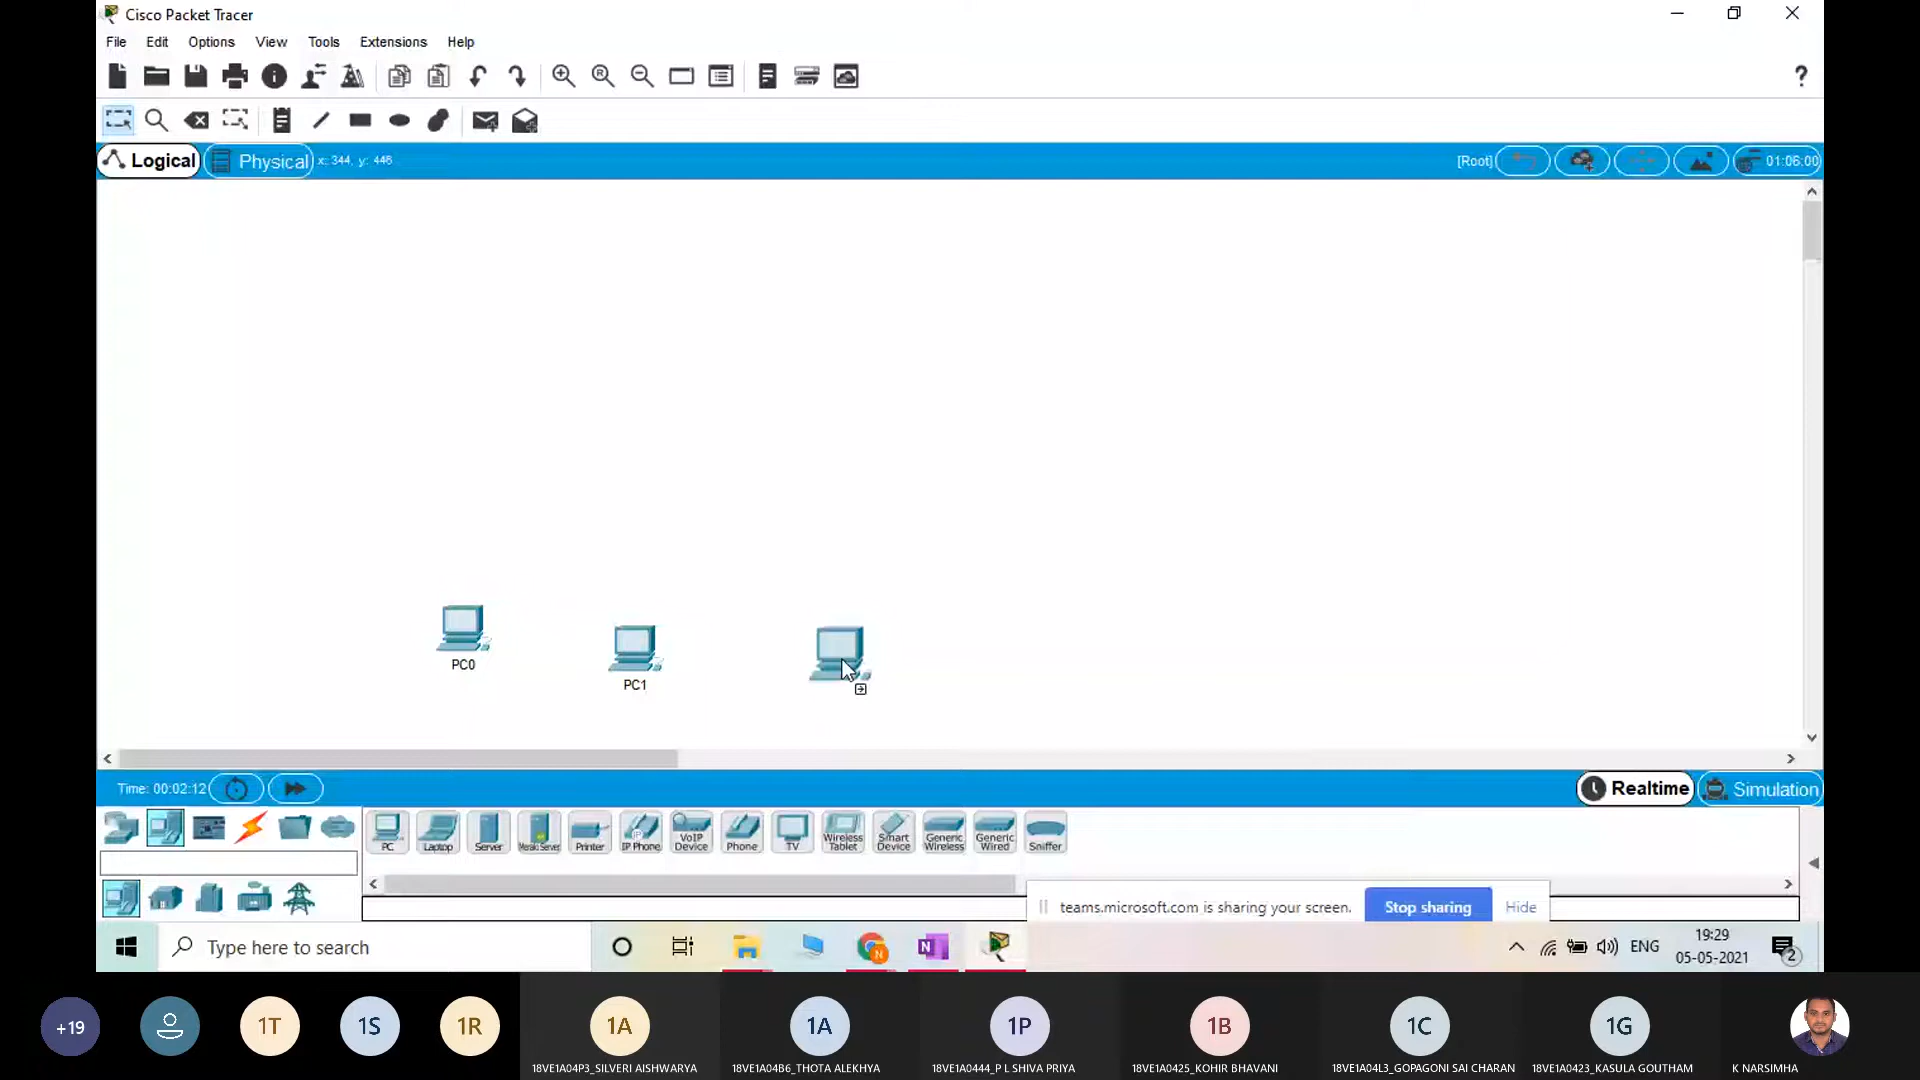 Cisco Packet Tracer
File Edit Options View Tools Extensions Help
?
Logical Physical x: 344, y: 446 [Root] 01:06:00
PC0
PC1
Time: 00:02:12 Realtime Simulation
PC Laptop Server Meraki Server Printer IP Phone VoIP Device Phone TV Wireless Tablet Smart Device Generic Wireless Generic Wired Sniffer
teams.microsoft.com is sharing your screen. Stop sharing Hide
Type here to search N N ENG 19:29
05-05-2021 2
+19 1T 1S 1R 1A 1A 1P 1B 1C 1G
18VE1A04P3_SILVERI AISHWARYA 18VE1A04B6_THOTA ALEKHYA 18VE1A0444_P L SHIVA PRIYA 18VE1A0425_KOHIR BHAVANI 18VE1A04L3_GOPAGONI SAI CHARAN 18VE1A0423_KASULA GOUTHAM K NARSIMHA